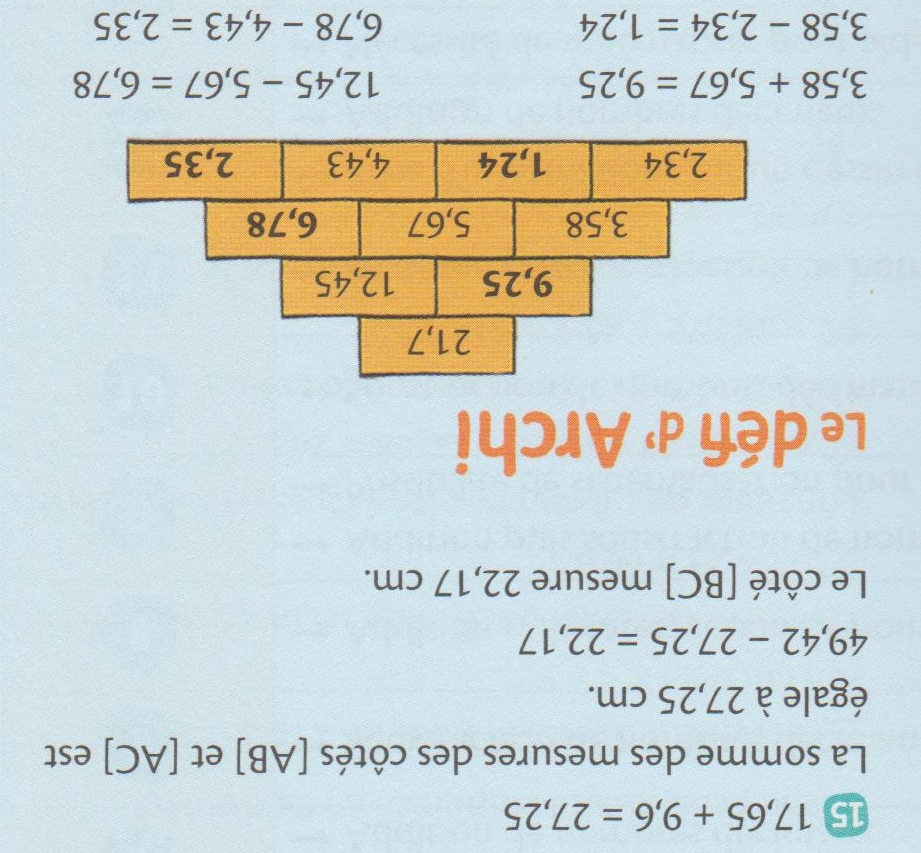 15 17,65 + 9,6 = 27,25
La somme des mesures des côtés [AB] et [AC] est
égale à 27,25 cm.
49,42 – 27,25 = 22,17
Le côté [BC] mesure 22,17 cm.
Le défi d’Archi
21,7
9,25 12,45
3,58 5,67 6,78
2,34 1,24 4,43 2,35
3,58 + 5,67 = 9,25 12,45 – 5,67 = 6,78
3,58 – 2,34 = 1,24 6,78 – 4,43 = 2,35